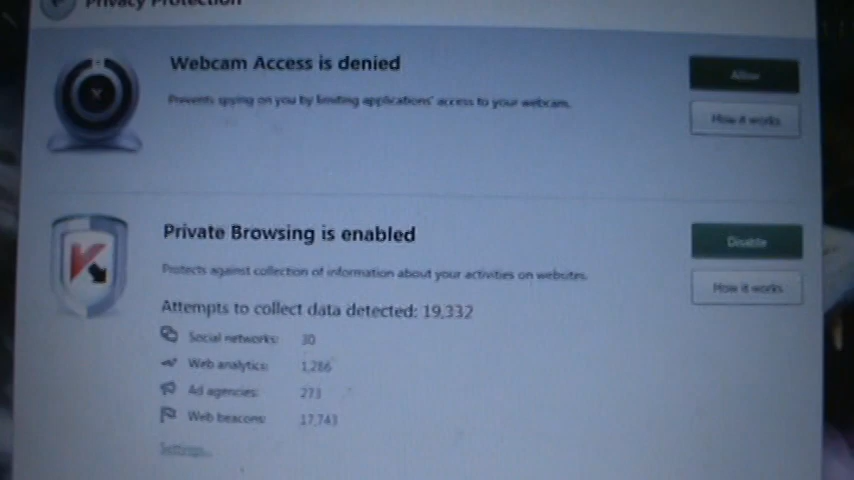 Privacy Protection
Webcam Access is denied
Allow
Prevents spying on you by limiting applications' access to your webcam.
How it works
Private Browsing is enabled
Disable
Protects against collection of information about your activities on websites.
How it works
Attempts to collect data detected: 19,332
Social networks: 30
Web analytics: 1,286
Ad agencies: 273
Web beacons: 17,743
Settings...